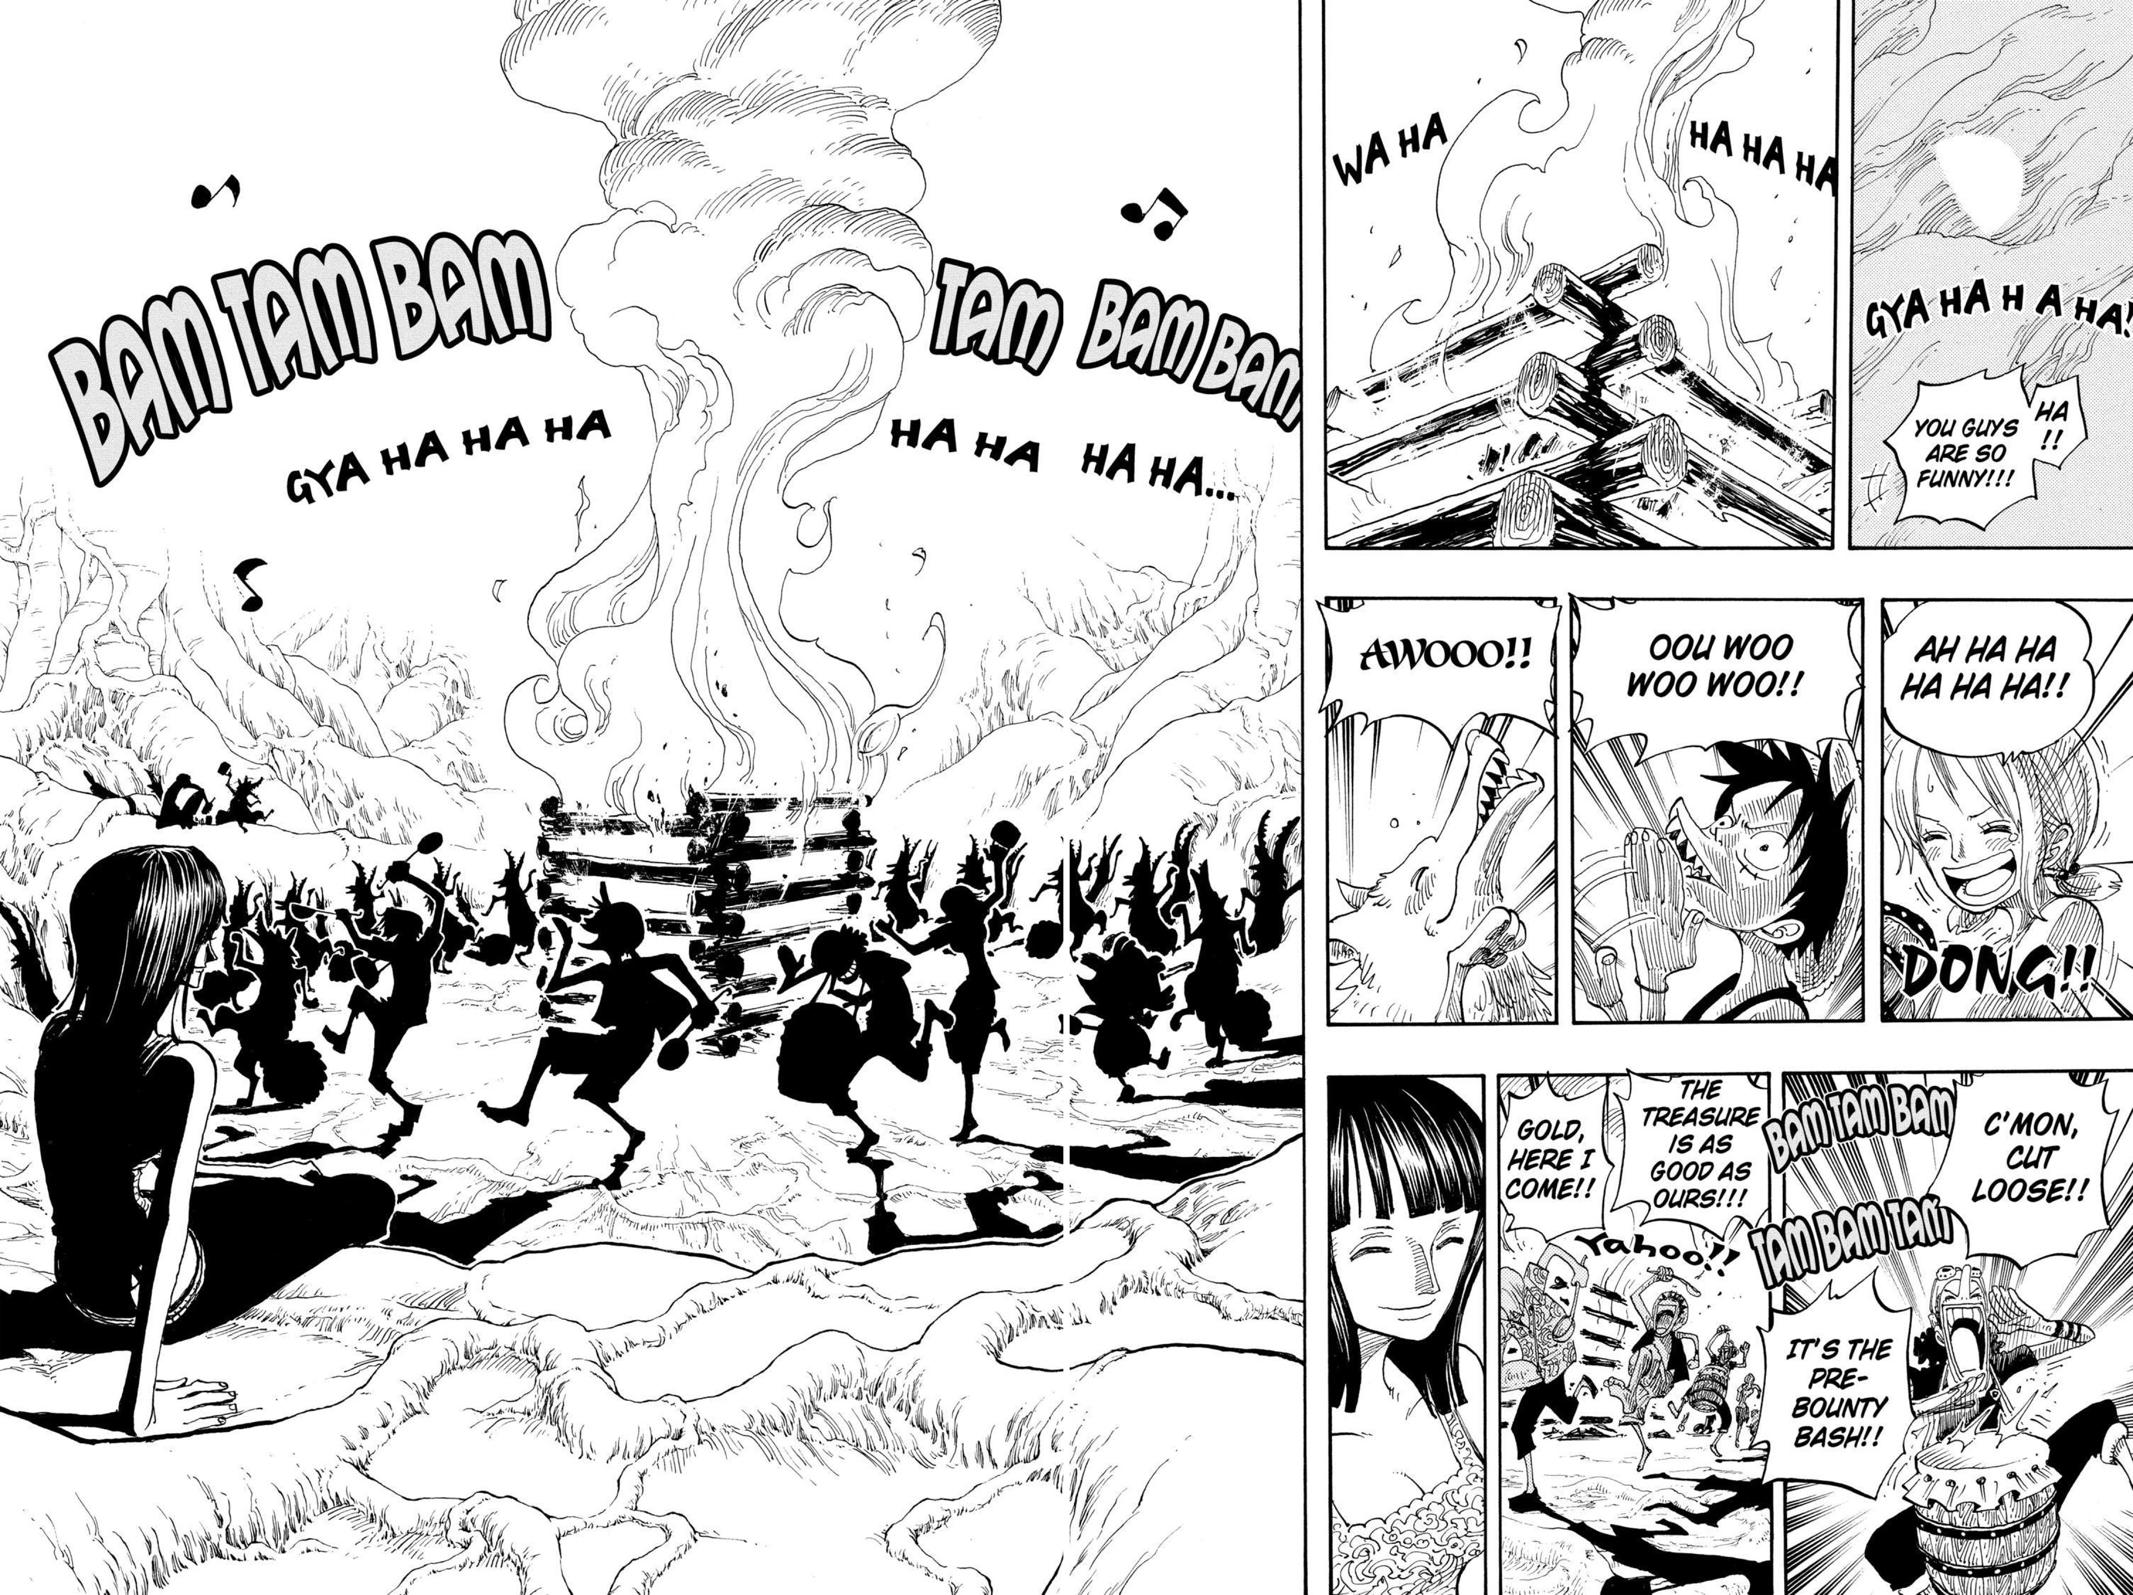 GYA HA H A HA!
HA
!!
YOU GUYS
ARE SO
FUNNY!!!
HA HA HA
WA HA
AH HA HA
HA HA HA!!
DONG!!
OOU WOO
WOO WOO!!
AWOOO!!
C'MON,
CUT
LOOSE!!
BAM TAM BAM
TAM BAM TAM
IT'S THE
PRE-
BOUNTY
BASH!!
THE
TREASURE
IS AS
GOOD AS
OURS!!!
GOLD,
HERE I
COME!!
Yahoo!!
TAM BAM BAM
BAM TAM BAM
HA HA HA HA...
GYA HA HA HA